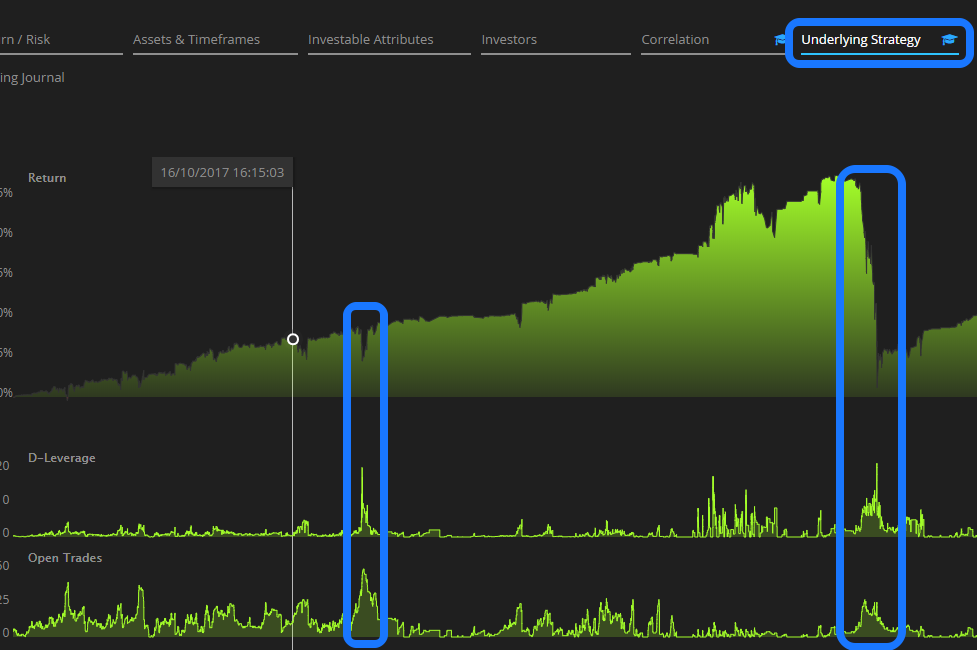 rn / Risk
Assets & Timeframes
Investable Attributes
Investors
Correlation
Underlying Strategy
ing Journal
16/10/2017 16:15:03
Return
5%
0%
5%
0%
5%
0%
D-Leverage
20
0
0
Open Trades
50
25
0